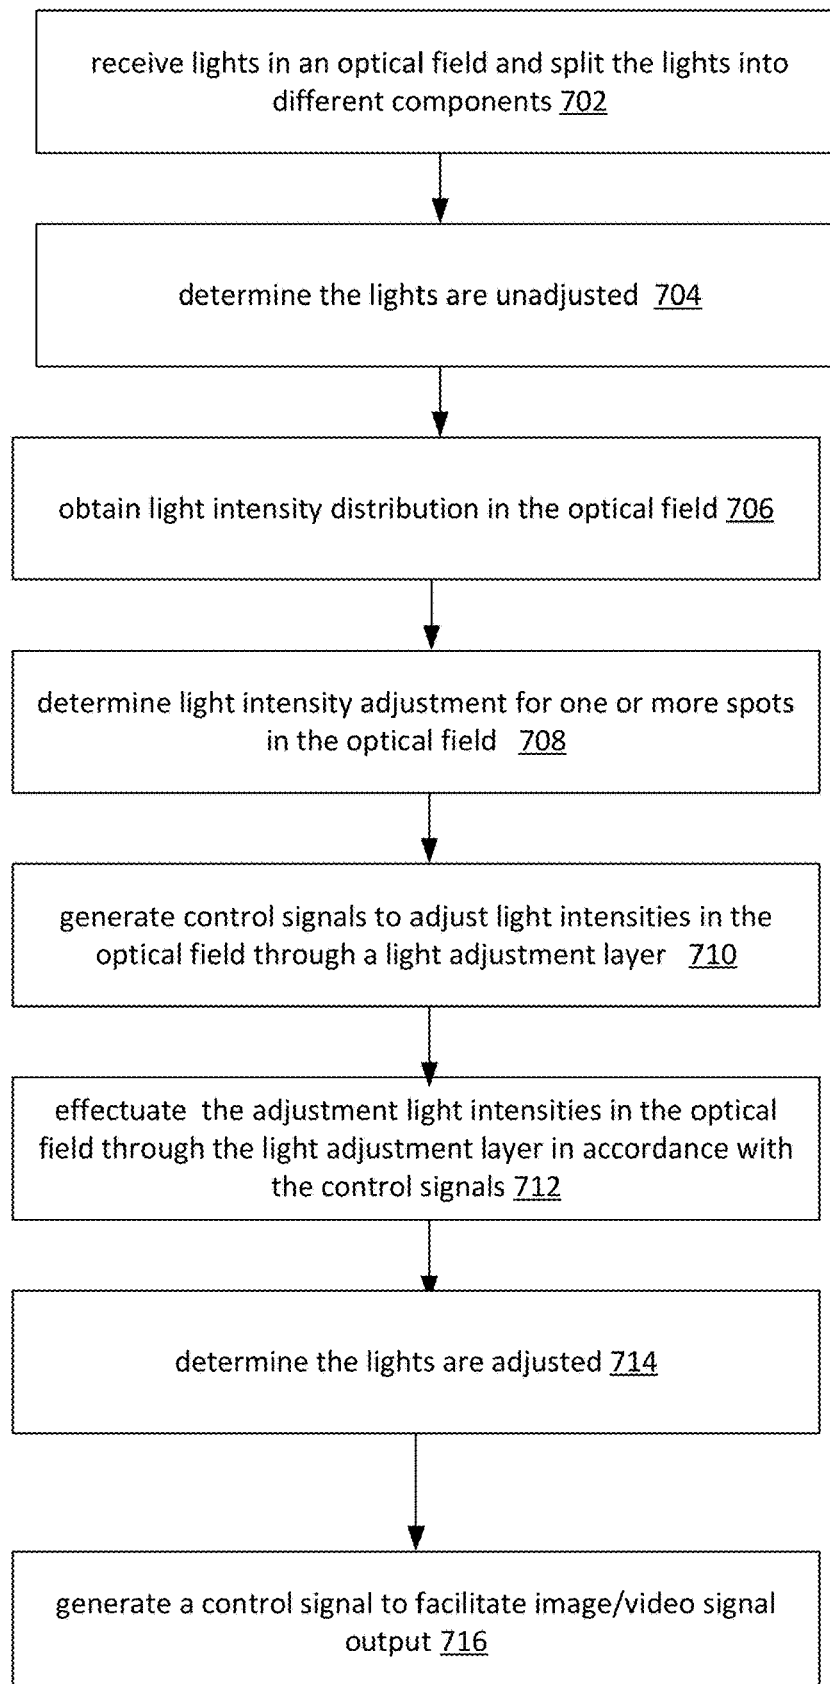 receive lights in an optical field and split the lights into
different components 702
determine the lights are unadjusted 704
obtain light intensity distribution in the optical field 706
determine light intensity adjustment for one or more spots
in the optical field 708
generate control signals to adjust light intensities in the
optical field through a light adjustment layer 710
effectuate the adjustment light intensities in the optical
field through the light adjustment layer in accordance with
the control signals 712
determine the lights are adjusted 714
generate a control signal to facilitate image/video signal
output 716